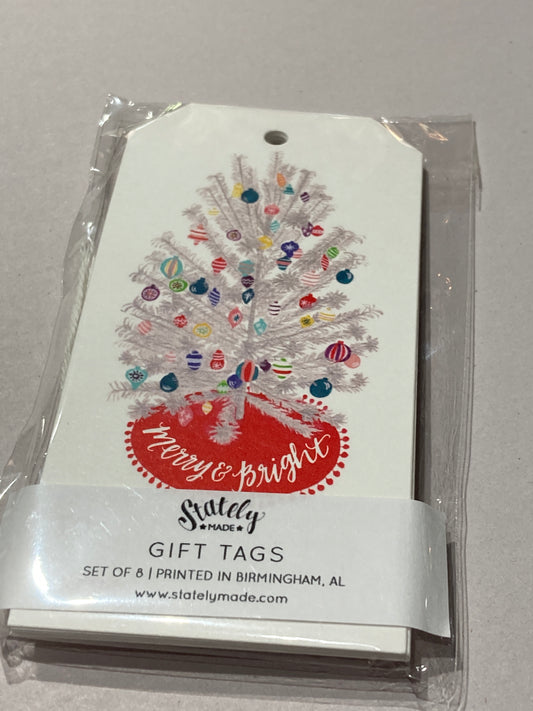 Merry & Bright
Stately
★MADE★
GIFT TAGS
SET OF 8 | PRINTED IN BIRMINGHAM, AL
www.statelymade.com